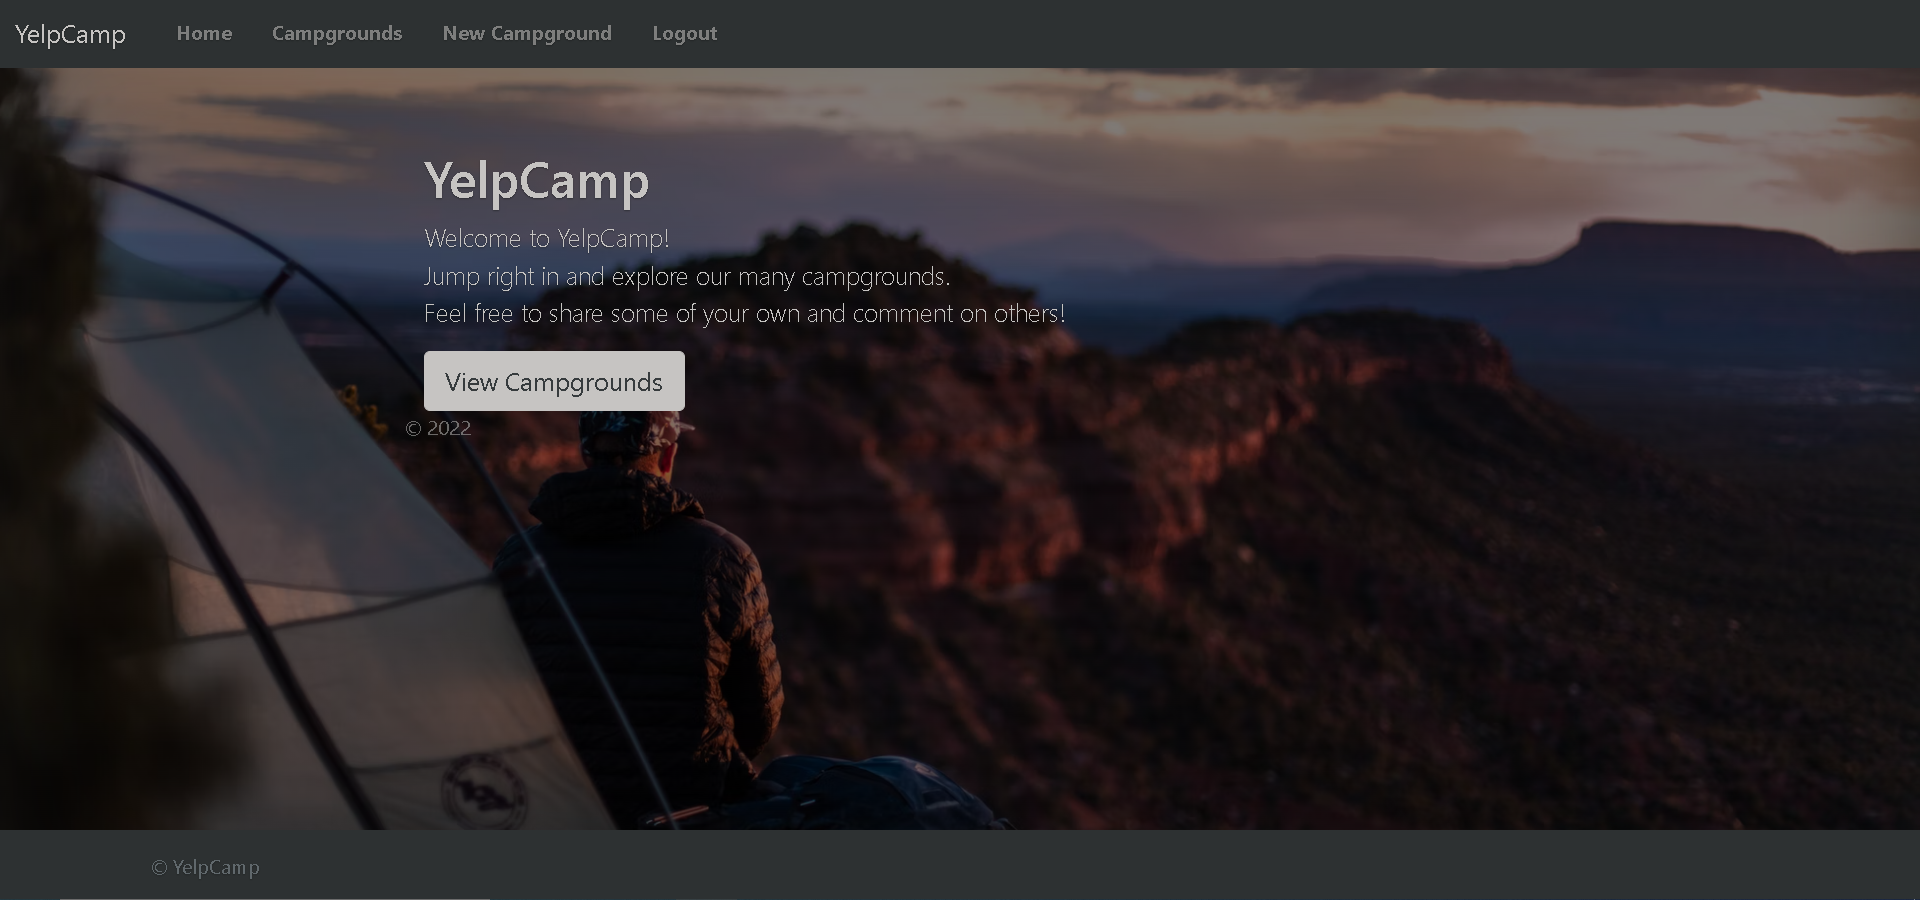 YelpCamp Home Campgrounds New Campground Logout
YelpCamp
Welcome to YelpCamp!
Jump right in and explore our many campgrounds.
Feel free to share some of your own and comment on others!
View Campgrounds
© 2022
© YelpCamp